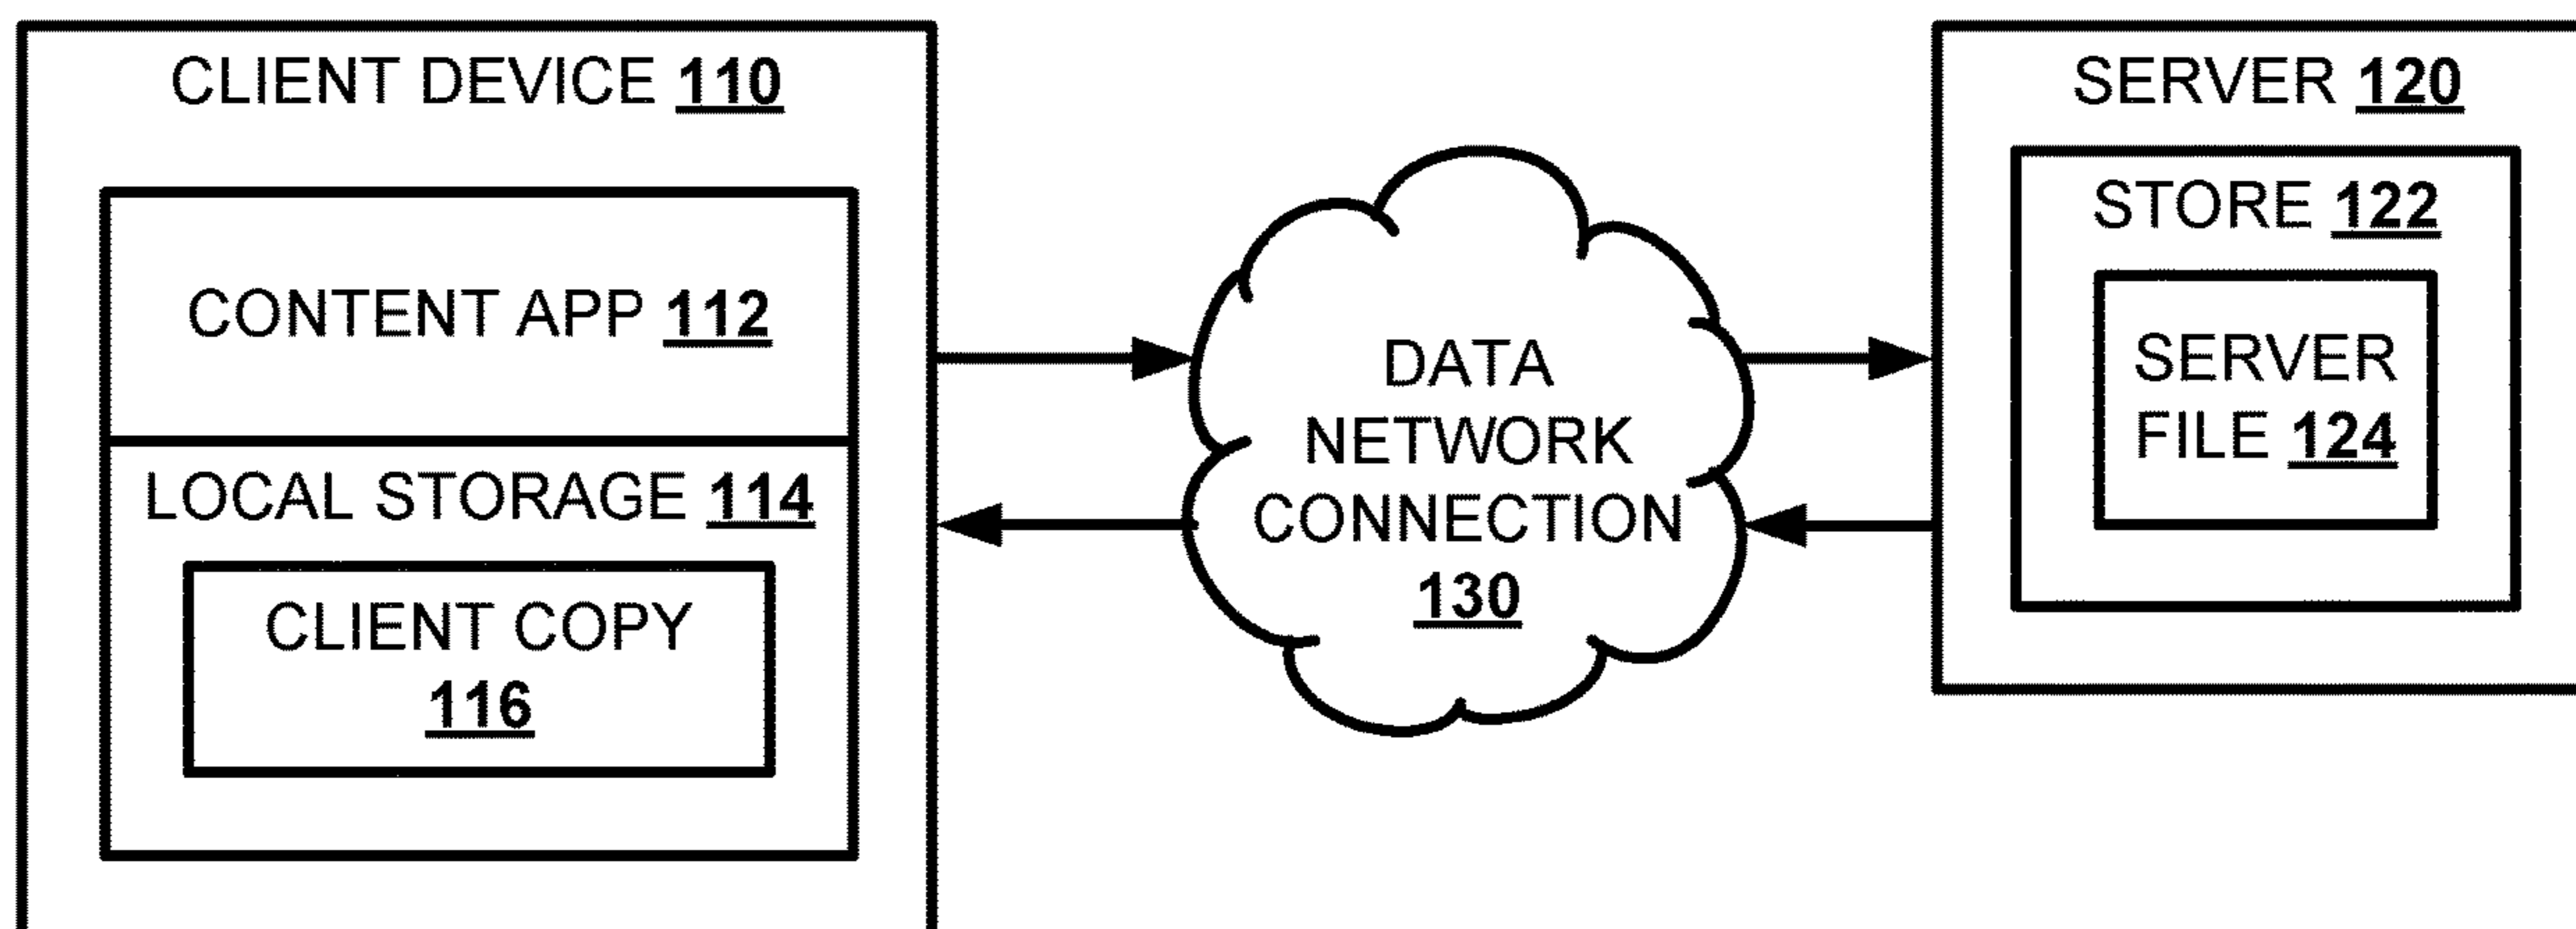 CLIENT DEVICE 110
CONTENT APP 112
LOCAL STORAGE 114
CLIENT COPY
116
DATA
NETWORK
CONNECTION
130
SERVER 120
STORE 122
SERVER
FILE 124